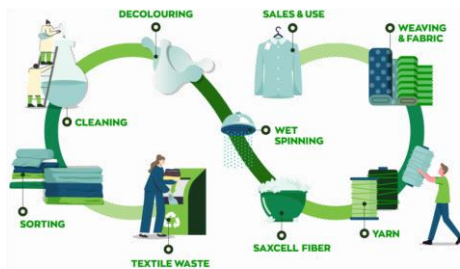 DECOLOURING
SALES & USE
WEAVING
& FABRIC
CLEANING
WET
SPINNING
SORTING
TEXTILE WASTE
SAXCELL FIBER
YARN